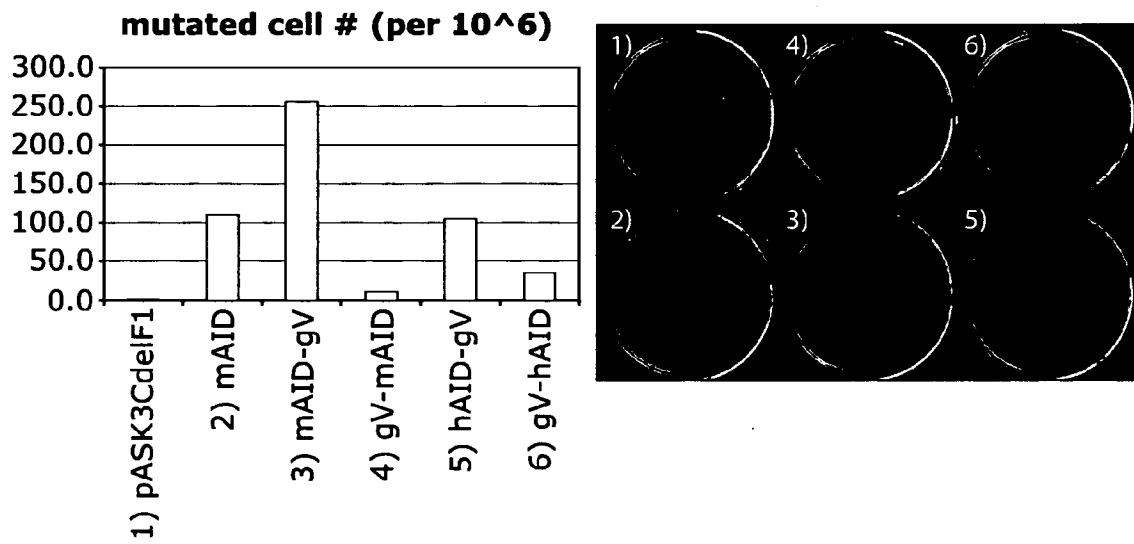 mutated cell # (per 10^6)
300.0
250.0
200.0
150.0
100.0
50.0
0.0
1) pASK3CdelF1
2) mAID
3) mAID-gV
4) gV-mAID
5) hAID-gV
6) gV-hAID
1)
4)
6)
2)
3)
5)